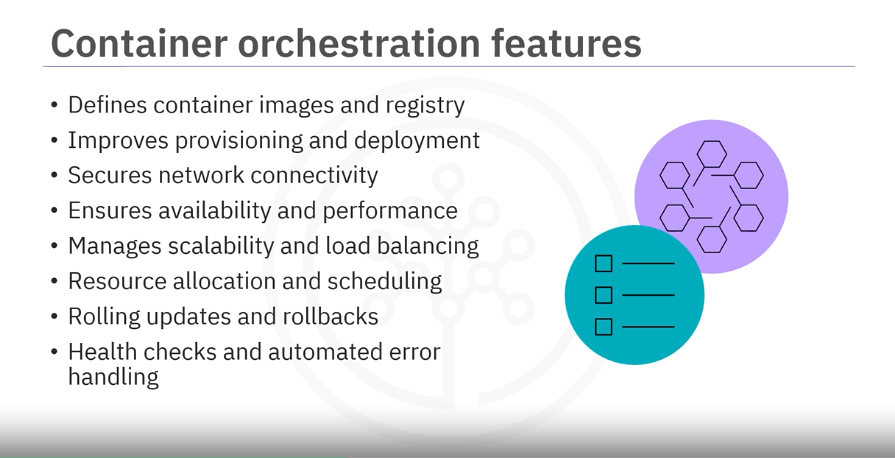 Container orchestration features
• Defines container images and registry
• Improves provisioning and deployment
• Secures network connectivity
• Ensures availability and performance
• Manages scalability and load balancing
• Resource allocation and scheduling
• Rolling updates and rollbacks
• Health checks and automated error
handling